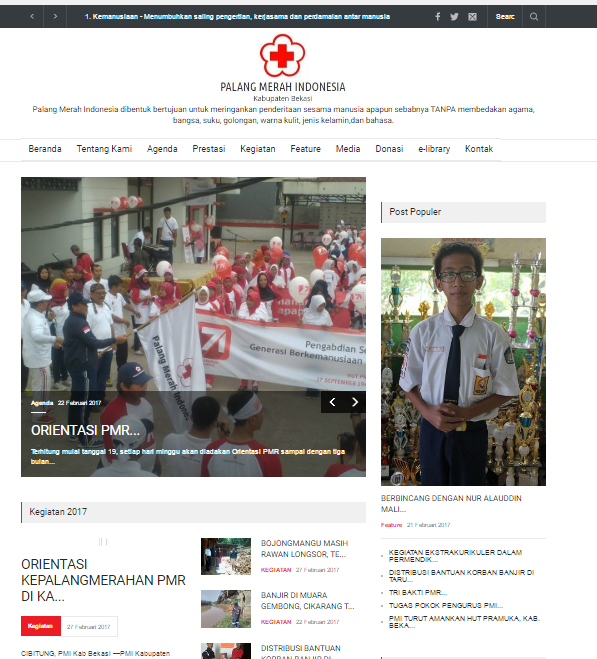 1. Kemanusiaan - Menumbuhkan saling pengertian, kerjasama dan perdamaian antar manusia
Searc
PALANG MERAH INDONESIA
Kabupaten Bekasi
Palang Merah Indonesia dibentuk bertujuan untuk meringankan penderitaan sesama manusia apapun sebabnya TANPA membedakan agama,
bangsa, suku, golongan, warna kulit, jenis kelamin,dan bahasa.
Beranda Tentang Kami Agenda Prestasi Kegiatan Feature Media Donasi e-library Kontak
71
Pengabdian Se
Generasi Berkemanusiaan
17 SEPTEMBER 194
Palang Merah Indones
Agenda 22 Februari 2017
ORIENTASI PMR...
Terhitung mulai tanggal 19, setiap hari minggu akan diadakan Orientasi PMR sampai dengan tiga
bulan...
Post Populer
BERBINCANG DENGAN NUR ALAUDDIN
MALI...
Feature 21 Februari 2017
KEGIATAN EKSTRAKURIKULER DALAM
PERMENDIK...
DISTRIBUSI BANTUAN KORBAN BANJIR DI
TARU...
TRI BAKTI PMR...
TUGAS POKOK PENGURUS PMI...
PMI TURUT AMANKAN HUT PRAMUKA, KAB.
BEKA...
Kegiatan 2017
ORIENTASI
KEPALANGMERAHAN PMR
DI KA...
Kegiatan 27 Februari 2017
CIBITUNG, PMI Kab Bekasi —PMI Kabupaten
BOJONGMANGU MASIH
RAWAN LONGSOR, TE...
KEGIATAN 27 Februari 2017
BANJIR DI MUARA
GEMBONG, CIKARANG T...
KEGIATAN 22 Februari 2017
DISTRIBUSI BANTUAN
KORBAN BANJIR DI